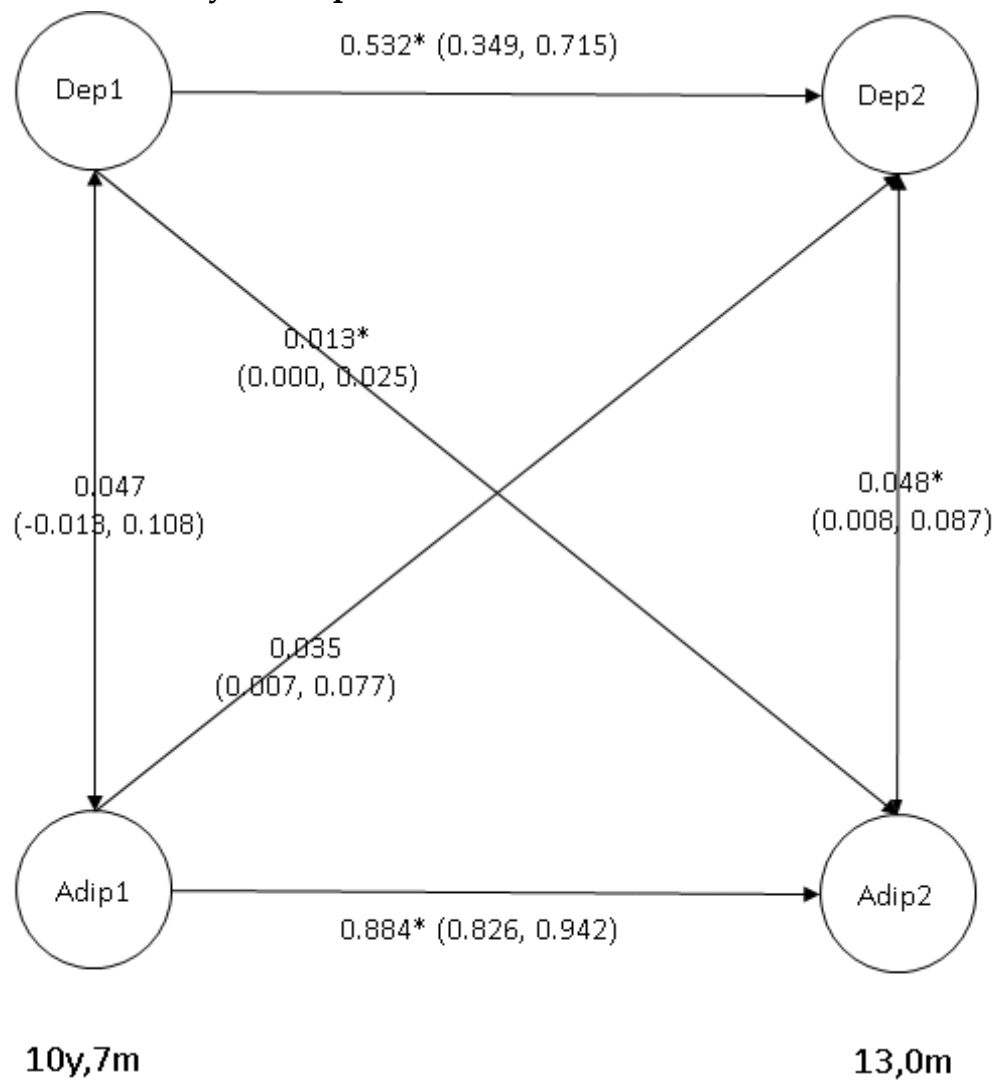 0.532* (0.349, 0.715)
Dep1
Dep2
0.013*
(0.000, 0.025)
0.047
(-0.013, 0.108)
0.048*
(0.008, 0.087)
0.035
(0.007, 0.077)
Adip1
Adip2
0.884* (0.826, 0.942)
10y,7m
13,0m